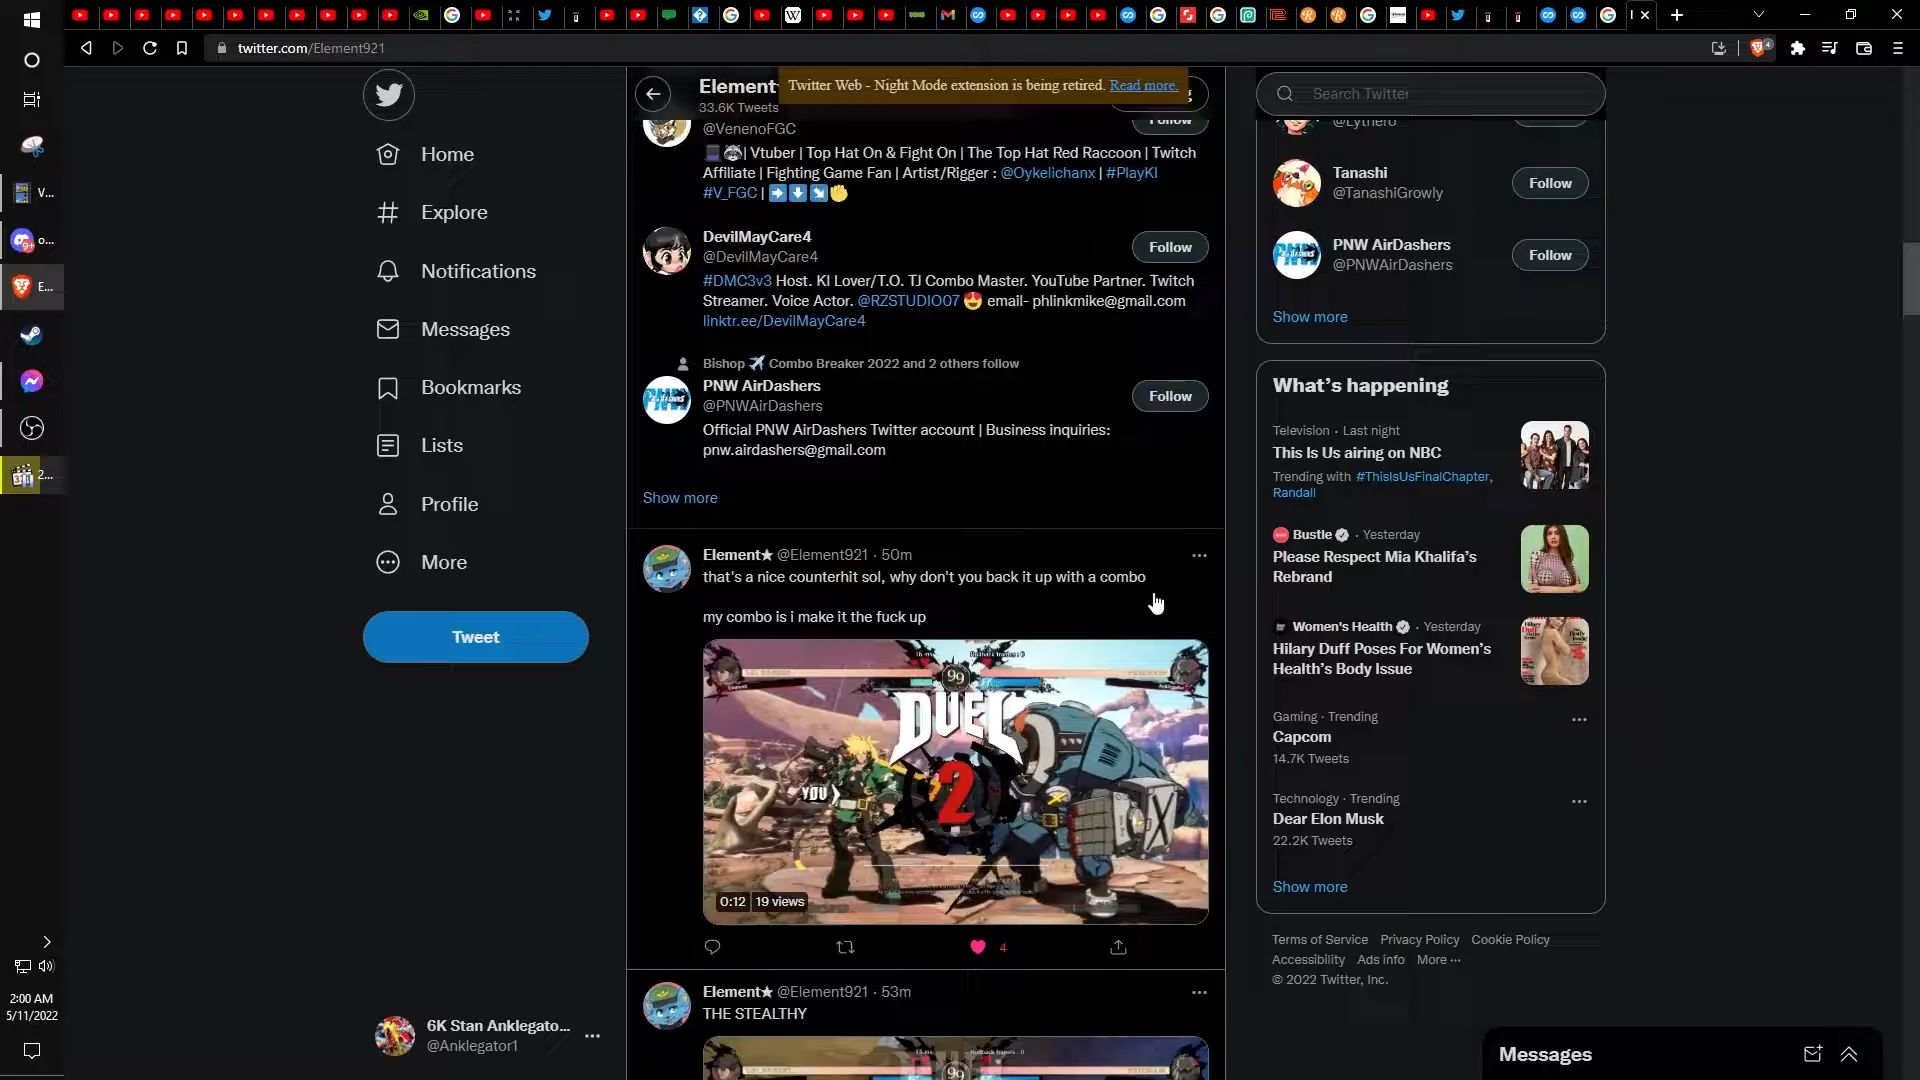 twitter.com/Element921
4
V...
9+
o...
E...
2...
2:00 AM
5/11/2022
Home
Explore
Notifications
Messages
Bookmarks
Lists
Profile
More
Tweet
6K Stan Anklegato...
@Anklegator1
Element
33.6K Tweets
Twitter Web - Night Mode extension is being retired. Read more.
@VenenoFGC
Follow
| Vtuber | Top Hat On & Fight On | The Top Hat Red Raccoon | Twitch
Affiliate | Fighting Game Fan | Artist/Rigger : @Oykelichanx | #PlayKI
#V_FGC |
DevilMayCare4
@DevilMayCare4
Follow
#DMC3v3 Host. KI Lover/T.O. TJ Combo Master. YouTube Partner. Twitch
Streamer. Voice Actor. @RZSTUDIO07 😍 email- phlinkmike@gmail.com
linktr.ee/DevilMayCare4
Bishop ✈ Combo Breaker 2022 and 2 others follow
PNW AirDashers
@PNWAirDashers
Follow
Official PNW AirDashers Twitter account | Business inquiries:
pnw.airdashers@gmail.com
Show more
Element★ @Element921 · 50m
that's a nice counterhit sol, why don't you back it up with a combo
my combo is i make it the fuck up
99
DUEL
2
YOU
0:12 19 views
4
Element★ @Element921 · 53m
THE STEALTHY
99
Search Twitter
@Lythero
Tanashi
@TanashiGrowly
Follow
PNW AirDashers
@PNWAirDashers
Follow
Show more
What's happening
Television · Last night
This Is Us airing on NBC
Trending with #ThisIsUsFinalChapter,
Randall
Bustle · Yesterday
Please Respect Mia Khalifa's
Rebrand
Women's Health · Yesterday
Hilary Duff Poses For Women's
Health's Body Issue
Gaming · Trending
Capcom
14.7K Tweets
Technology · Trending
Dear Elon Musk
22.2K Tweets
Show more
Terms of Service Privacy Policy Cookie Policy
Accessibility Ads info More ···
© 2022 Twitter, Inc.
Messages